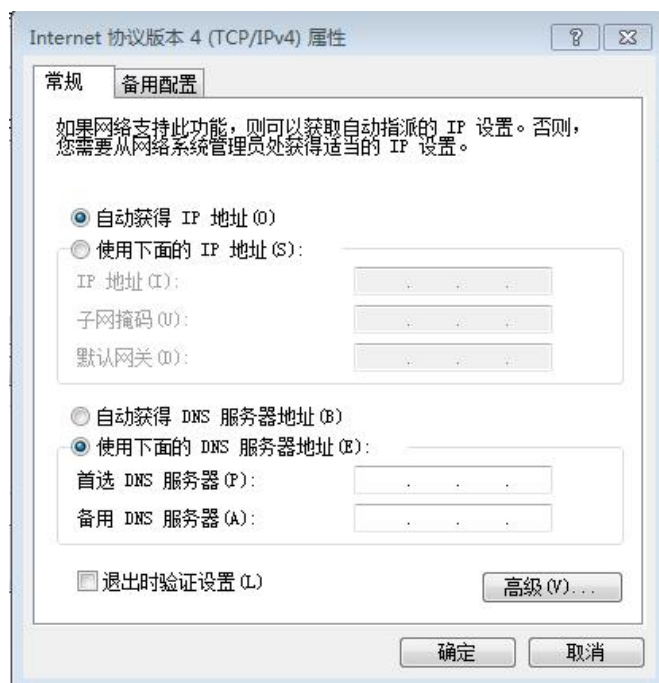 Internet 协议版本 4 (TCP/IPv4) 属性
常规
备用配置
如果网络支持此功能，则可以获取自动指派的 IP 设置。否则，
您需要从网络系统管理员处获得适当的 IP 设置。
自动获得 IP 地址(O)
使用下面的 IP 地址(S):
IP 地址(I):
子网掩码(U):
默认网关(D):
自动获得 DNS 服务器地址(B)
使用下面的 DNS 服务器地址(E):
首选 DNS 服务器(P):
备用 DNS 服务器(A):
退出时验证设置(L)
高级(V)...
确定
取消